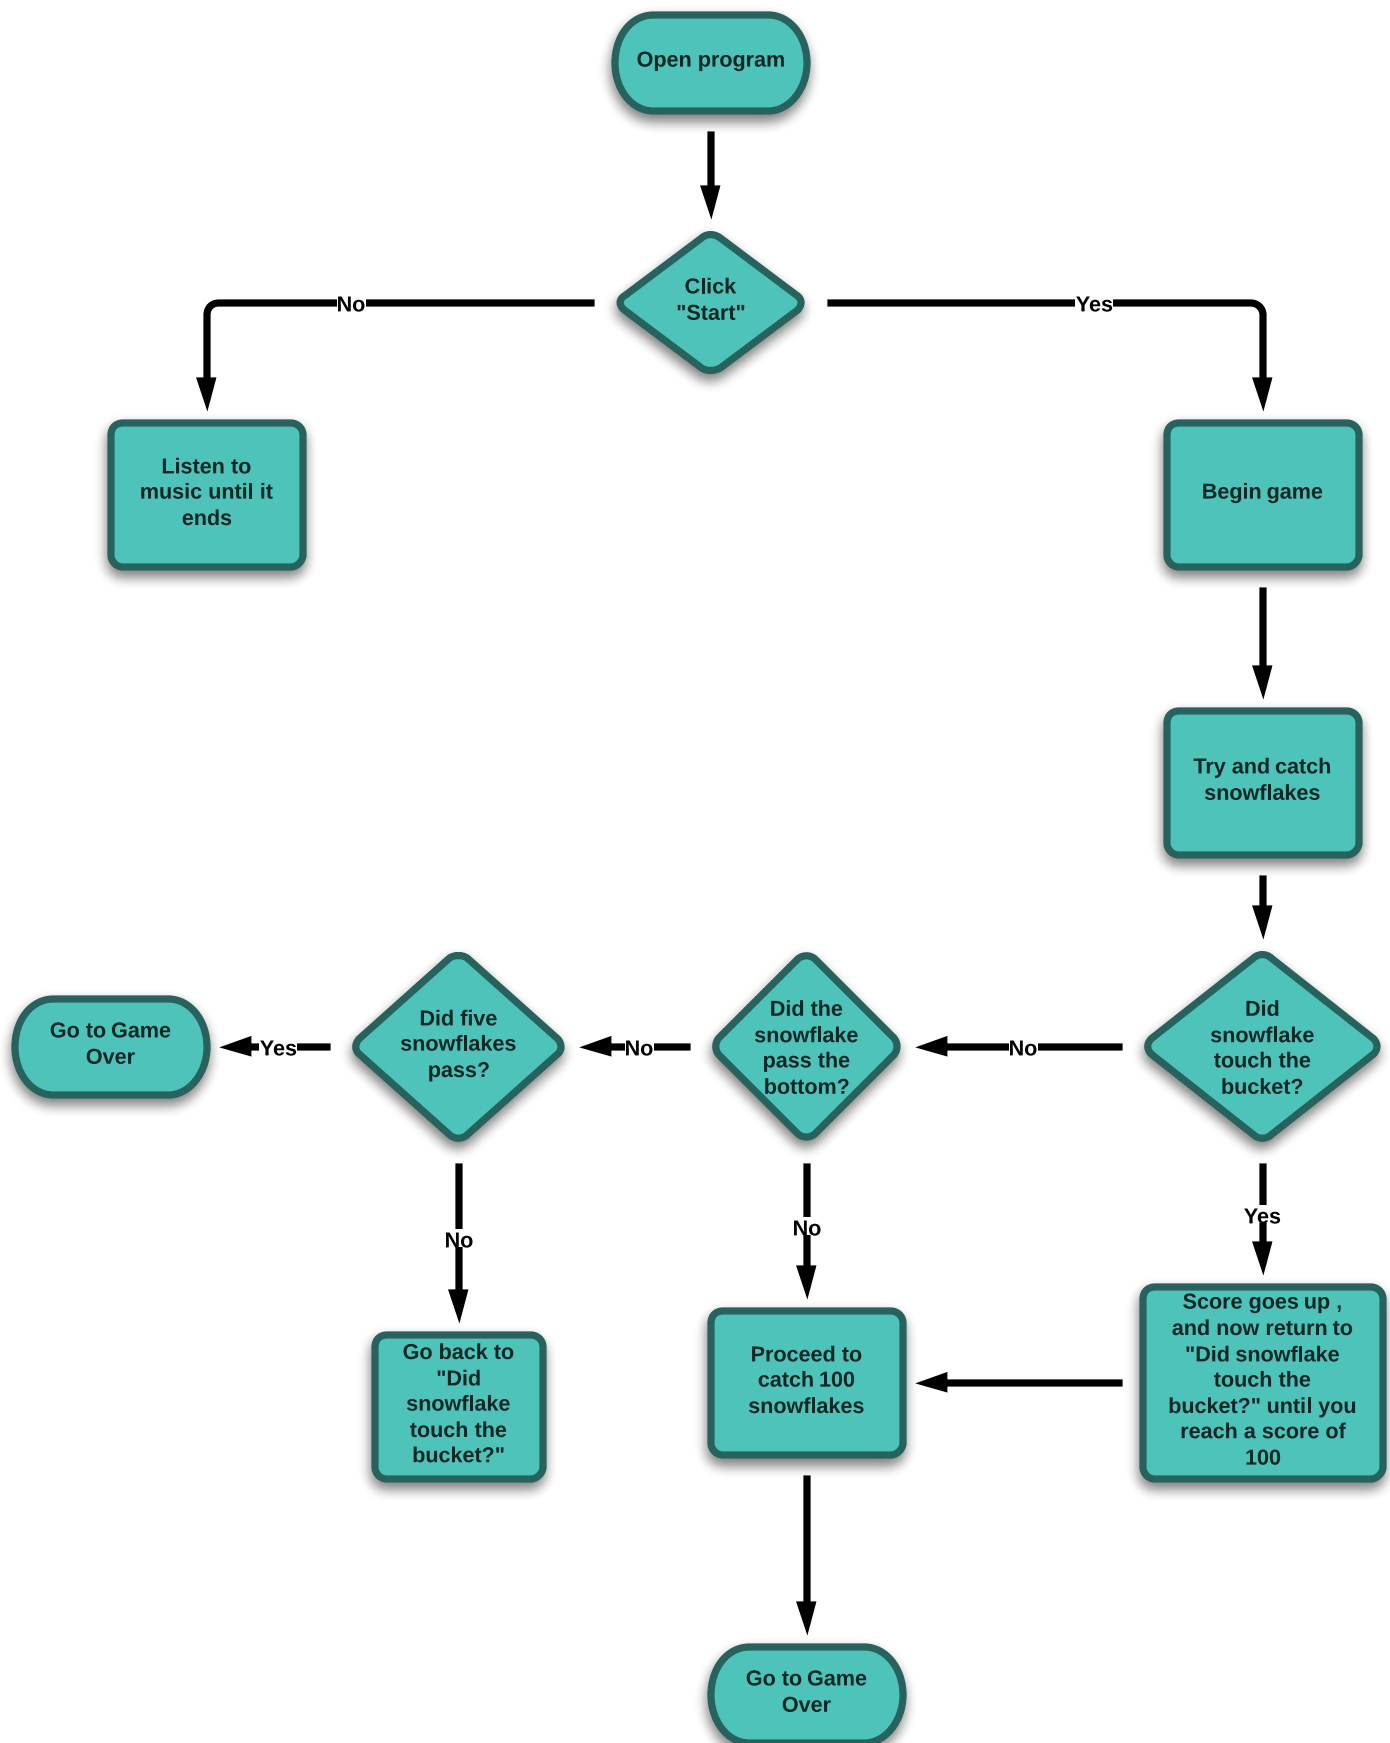 Open program
Click
"Start"
No
Yes
Listen to
music until it
ends
Begin game
Try and catch
snowflakes
Go to Game
Over
Yes
Did five
snowflakes
pass?
No
Did the
snowflake
pass the
bottom?
No
Did
snowflake
touch the
bucket?
No
No
Yes
Go back to
"Did
snowflake
touch the
bucket?"
Proceed to
catch 100
snowflakes
Score goes up ,
and now return to
"Did snowflake
touch the
bucket?" until you
reach a score of
100
Go to Game
Over